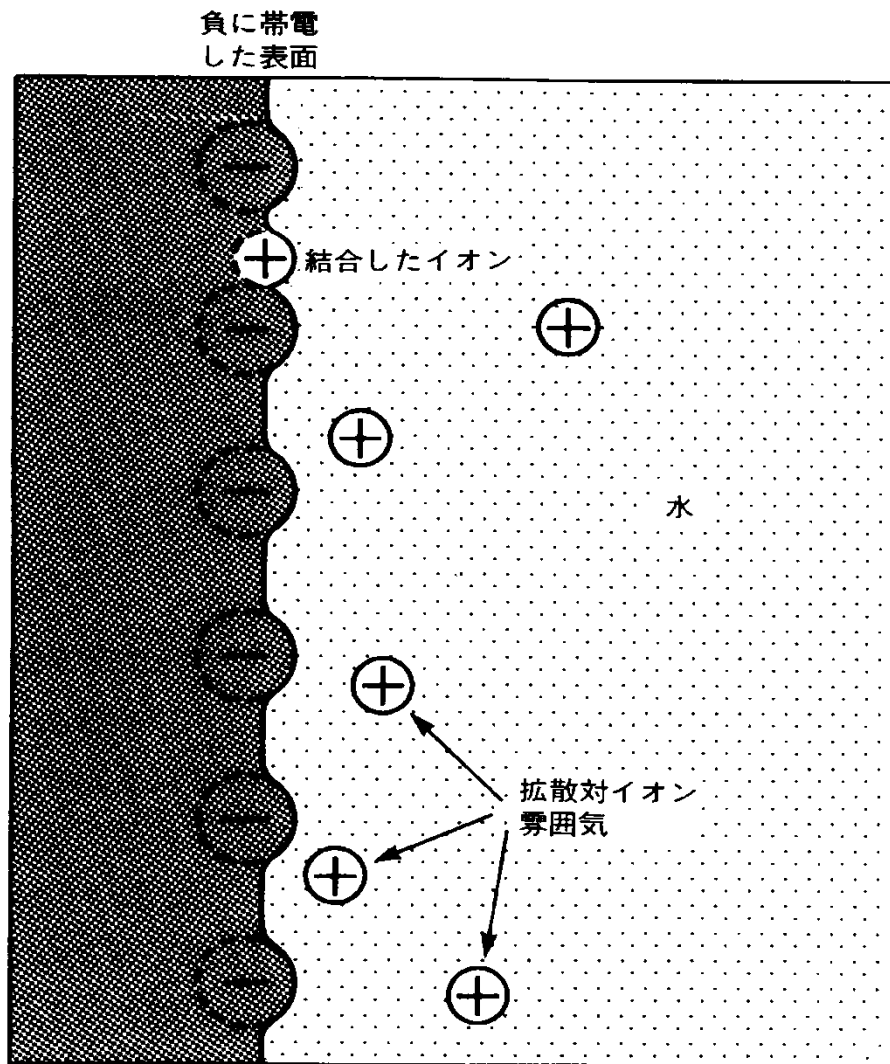 負に帯電
した表面
結合したイオン
水
拡散対イオン
雰囲気